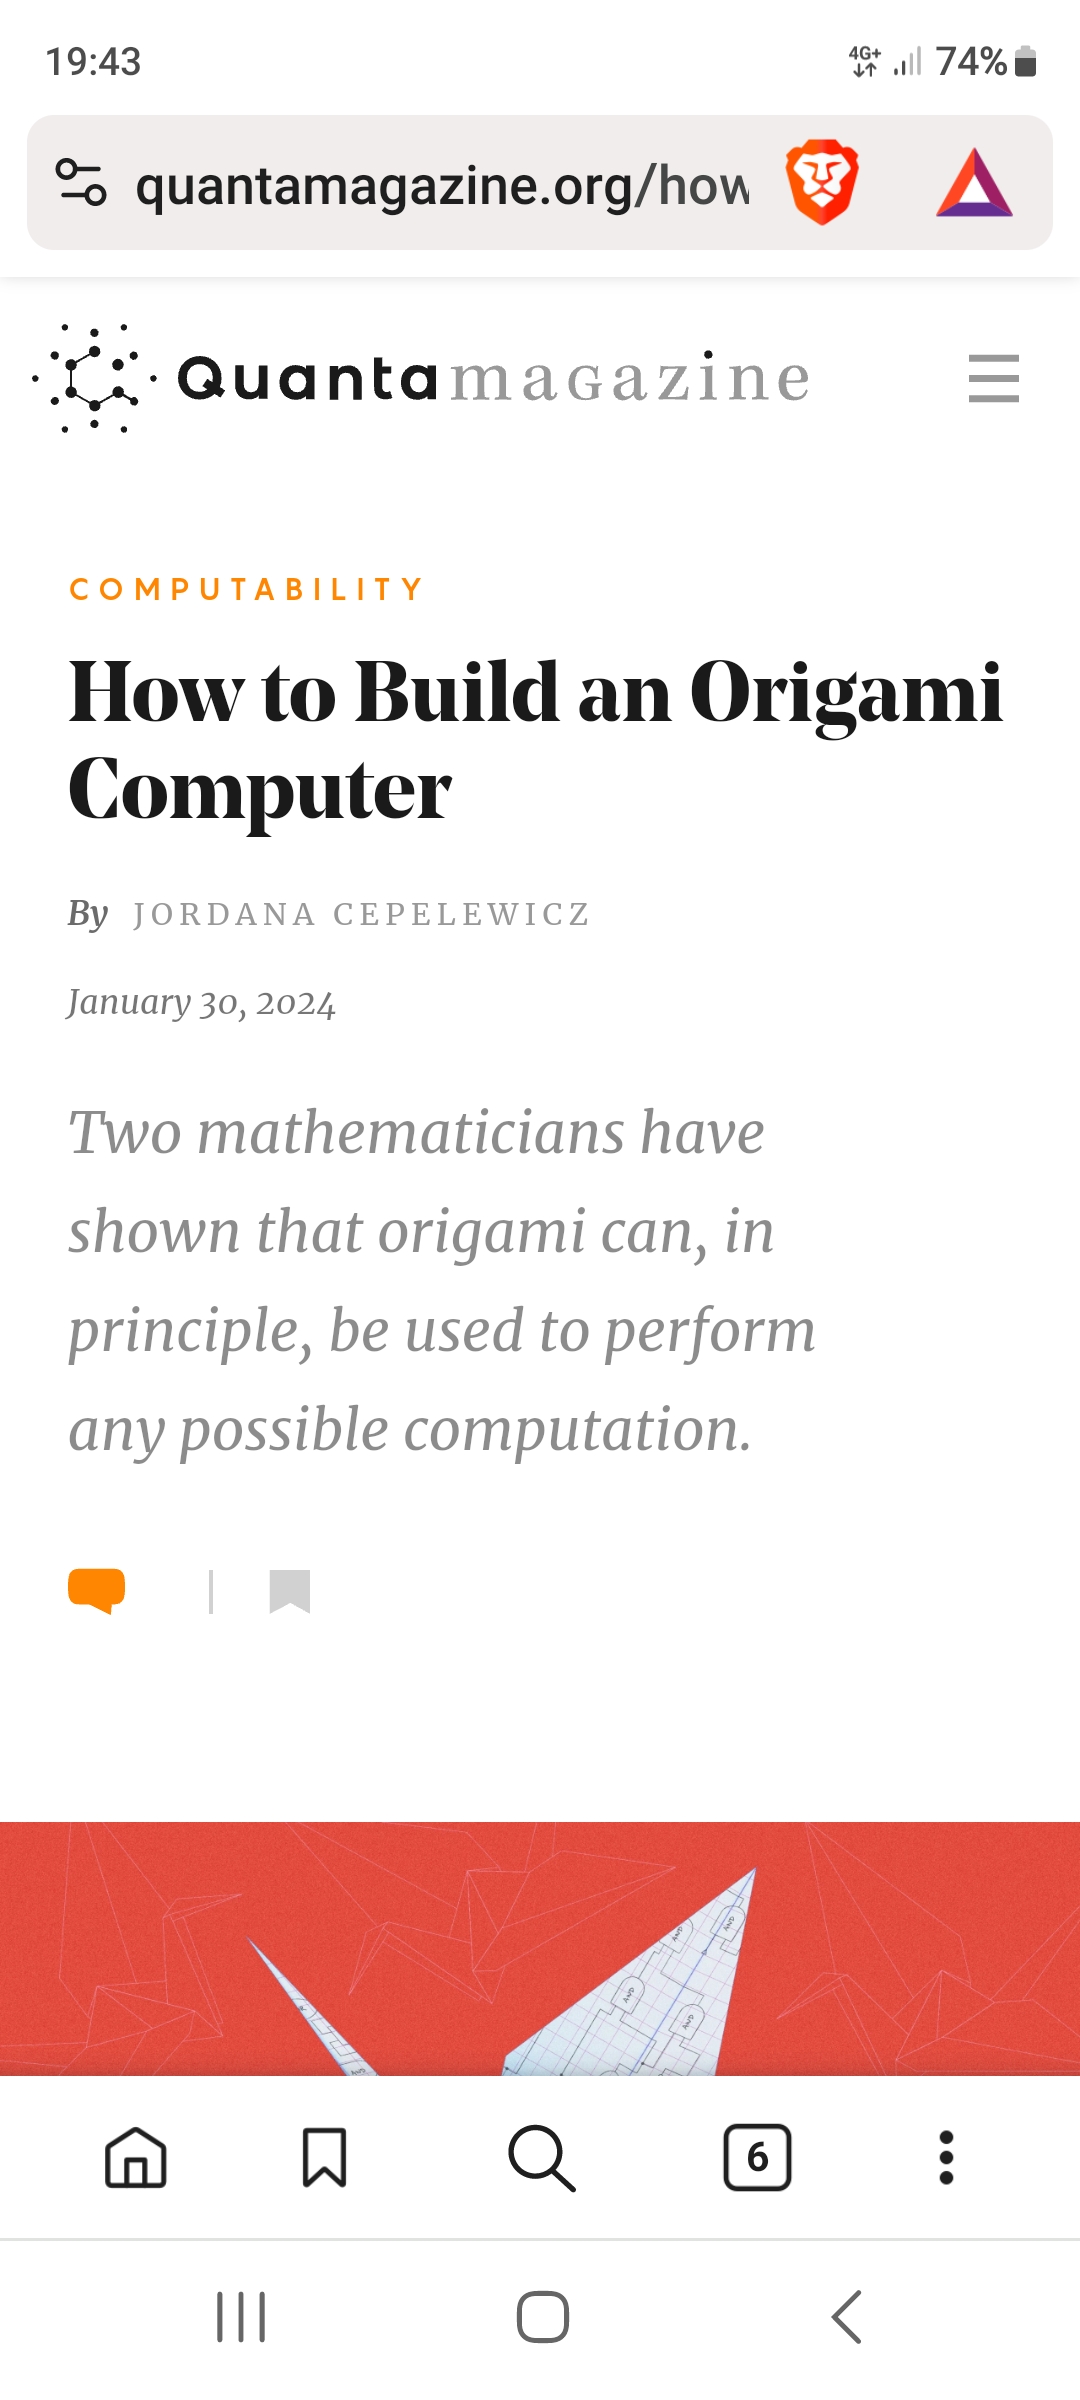 19:43
4G+
74%
quantamagazine.org/how
Quantamagazine
COMPUTABILITY
How to Build an Origami
Computer
By JORDANA CEPELEWICZ
January 30, 2024
Two mathematicians have
shown that origami can, in
principle, be used to perform
any possible computation.
AND
AND
AND
AND
6